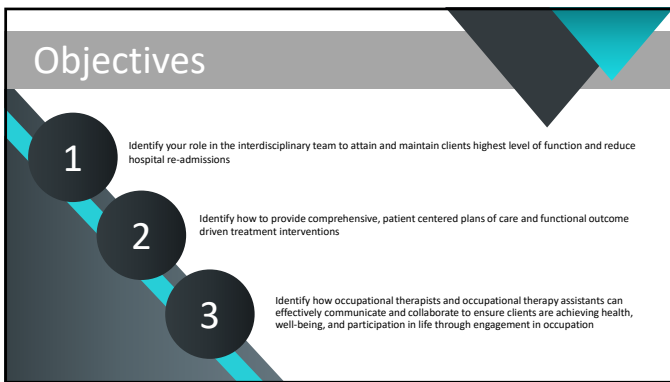 Objectives
1
Identify your role in the interdisciplinary team to attain and maintain clients highest level of function and reduce
hospital re-admissions
2
Identify how to provide comprehensive, patient centered plans of care and functional outcome
driven treatment interventions
3
Identify how occupational therapists and occupational therapy assistants can
effectively communicate and collaborate to ensure clients are achieving health,
well-being, and participation in life through engagement in occupation